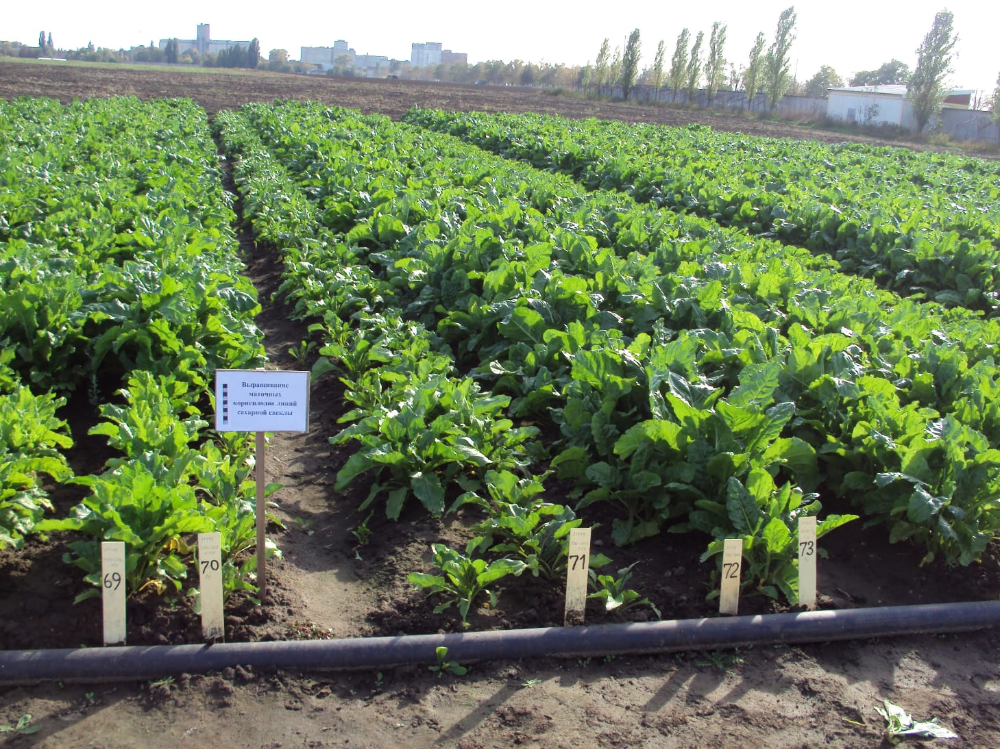 Выращивание
маточных
корнеплодов линий
сахарной свеклы
69
70
71
72
73